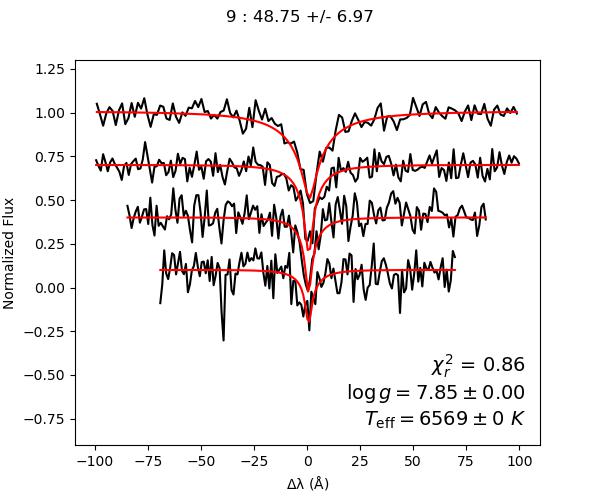 9 : 48.75 +/- 6.97
1.25
1.00
0.75
0.50
0.25
0.00
−0.25
−0.50
−0.75
Normalized Flux
χ²ᵣ = 0.86
log g = 7.85 ± 0.00
T_eff = 6569 ± 0 K
−100 −75 −50 −25 0 25 50 75 100
Δλ (Å)